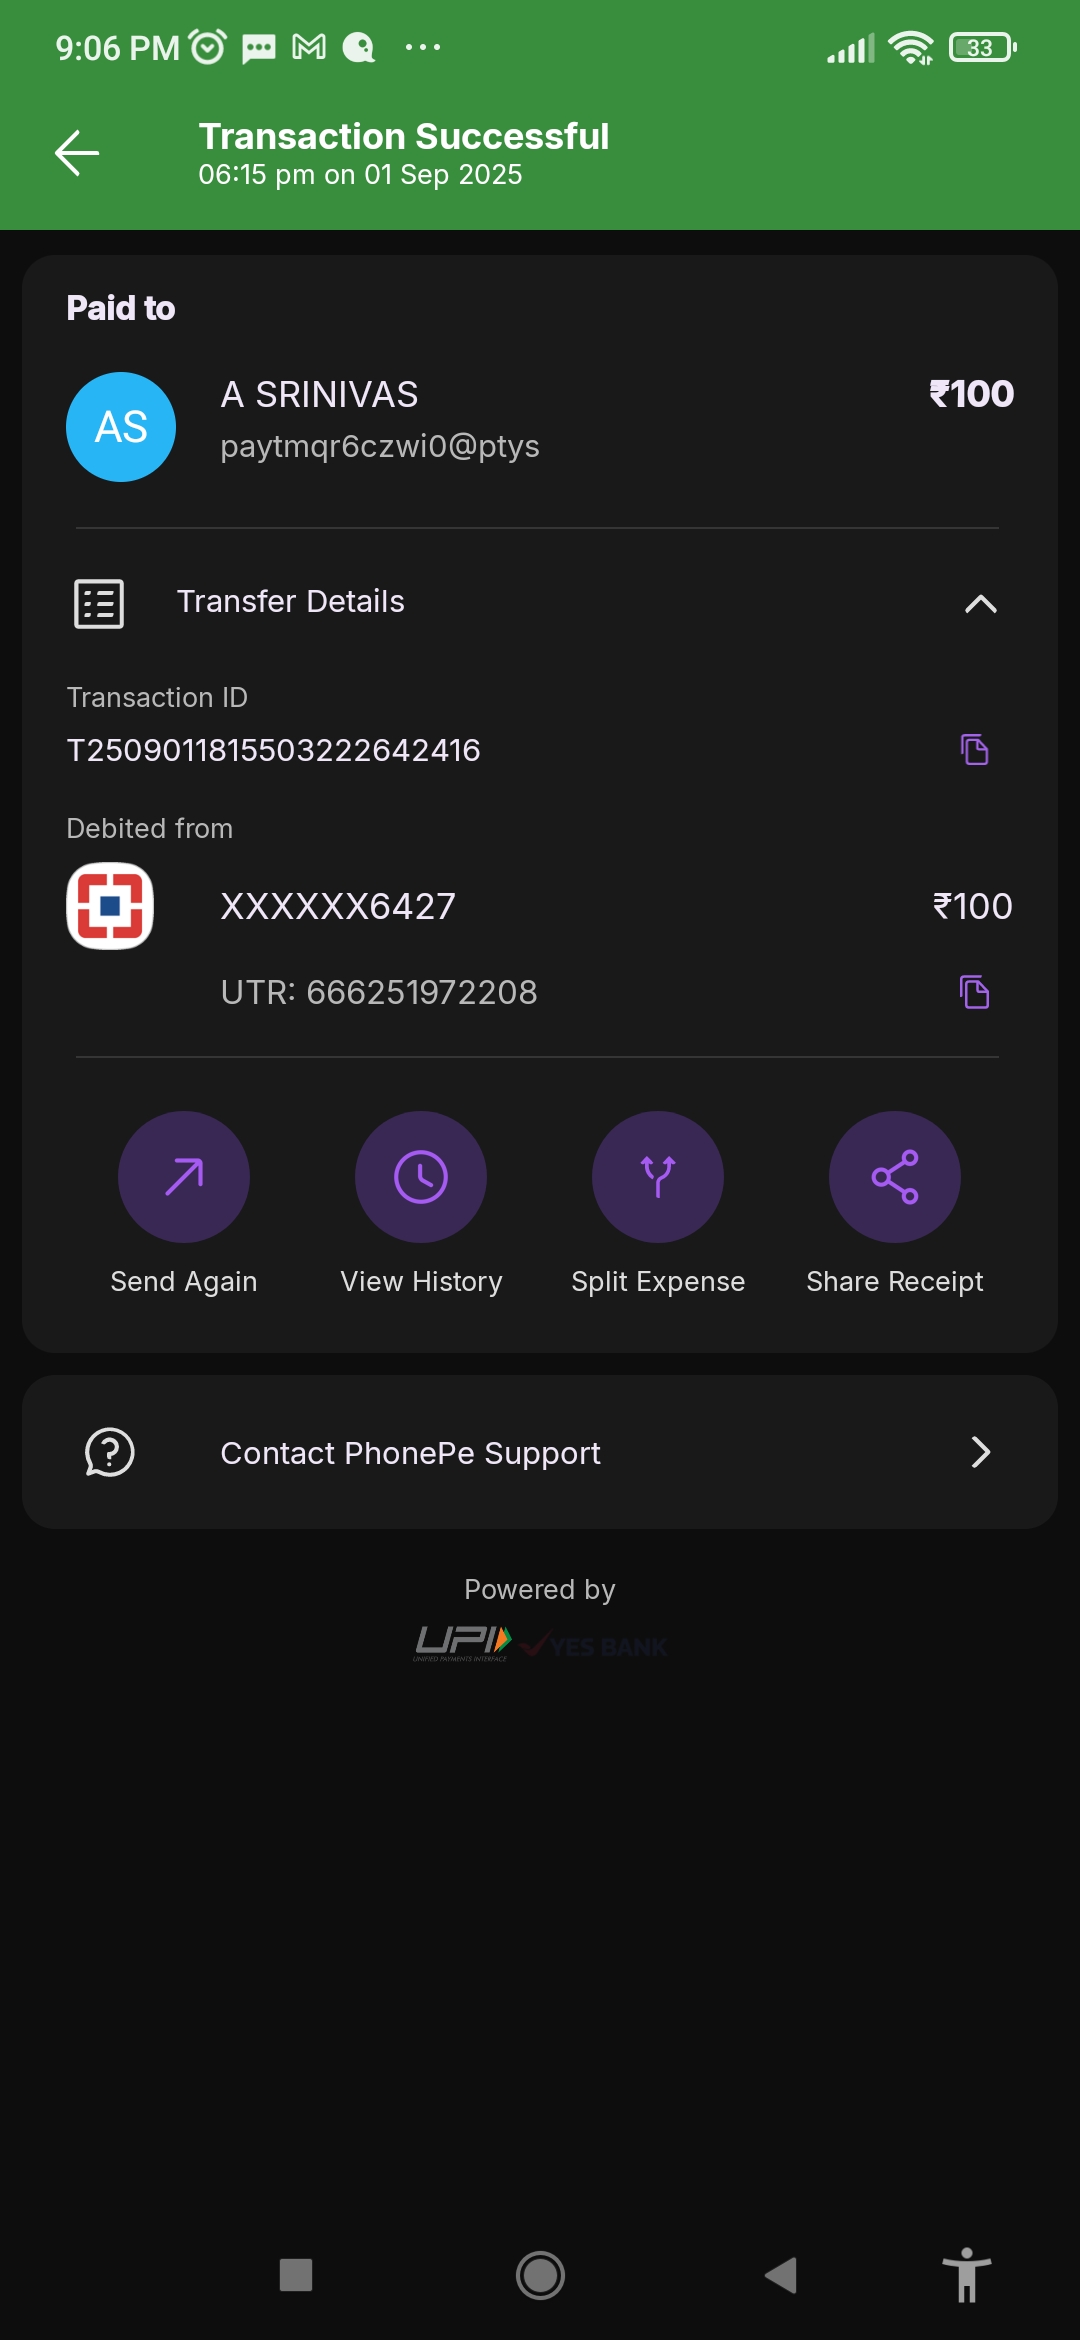 9:06 PM
33
Transaction Successful
06:15 pm on 01 Sep 2025
Paid to
AS
A SRINIVAS
₹100
paytmqr6czwi0@ptys
Transfer Details
Transaction ID
T2509011815503222642416
Debited from
XXXXXX6427
₹100
UTR: 666251972208
Send Again
View History
Split Expense
Share Receipt
Contact PhonePe Support
Powered by
UPI
UNIFIED PAYMENTS INTERFACE
YES BANK